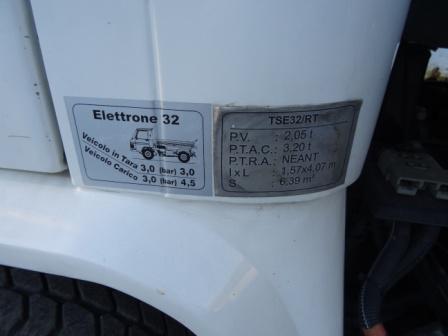 Elettrone 32
Veicolo in Tara 3,0 (bar) 3,0
Veicolo Carico 3,0 (bar) 4,5
TSE32/RT
P.V. : 2,05 t
P.T.A.C.: 3,20 t
P.T.R.A.: NEANT
I x L : 1,57x4,07 m
S. : 6,39 m²